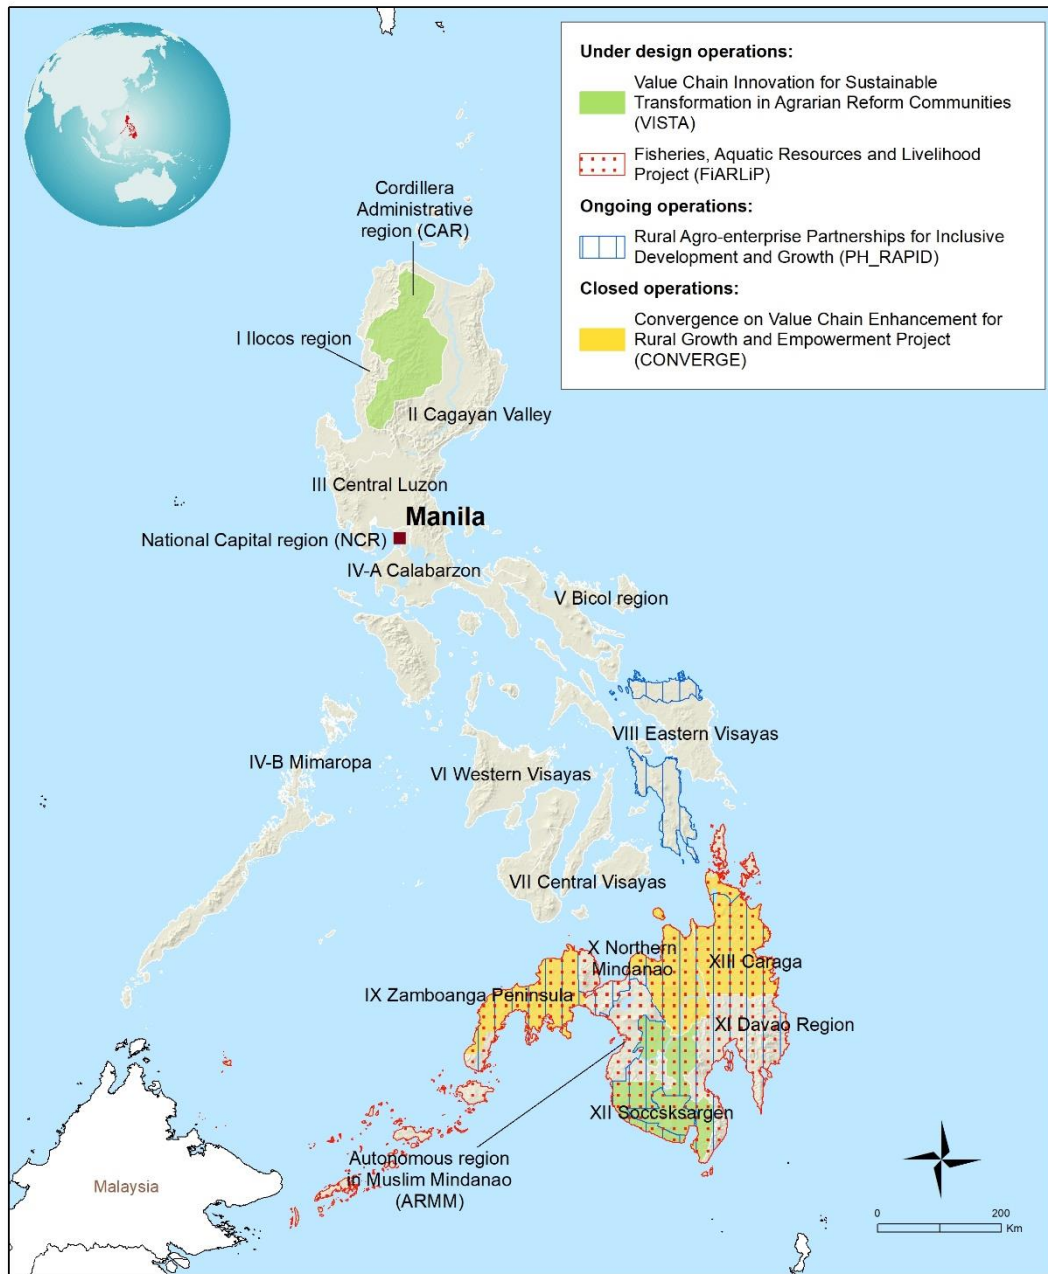 Under design operations:
Value Chain Innovation for Sustainable
Transformation in Agrarian Reform Communities
(VISTA)
Fisheries, Aquatic Resources and Livelihood
Project (FiARLiP)
Ongoing operations:
Rural Agro-enterprise Partnerships for Inclusive
Development and Growth (PH_RAPID)
Closed operations:
Convergence on Value Chain Enhancement for
Rural Growth and Empowerment Project
(CONVERGE)
Cordillera
Administrative
region (CAR)
I Ilocos region
II Cagayan Valley
III Central Luzon
Manila
National Capital region (NCR)
IV-A Calabarzon
V Bicol region
VIII Eastern Visayas
IV-B Mimaropa
VI Western Visayas
VII Central Visayas
X Northern
Mindanao
XIII Caraga
IX Zamboanga Peninsula
XI Davao Region
XII Soccsksargen
Autonomous region
in Muslim Mindanao
(ARMM)
Malaysia
0 200
Km